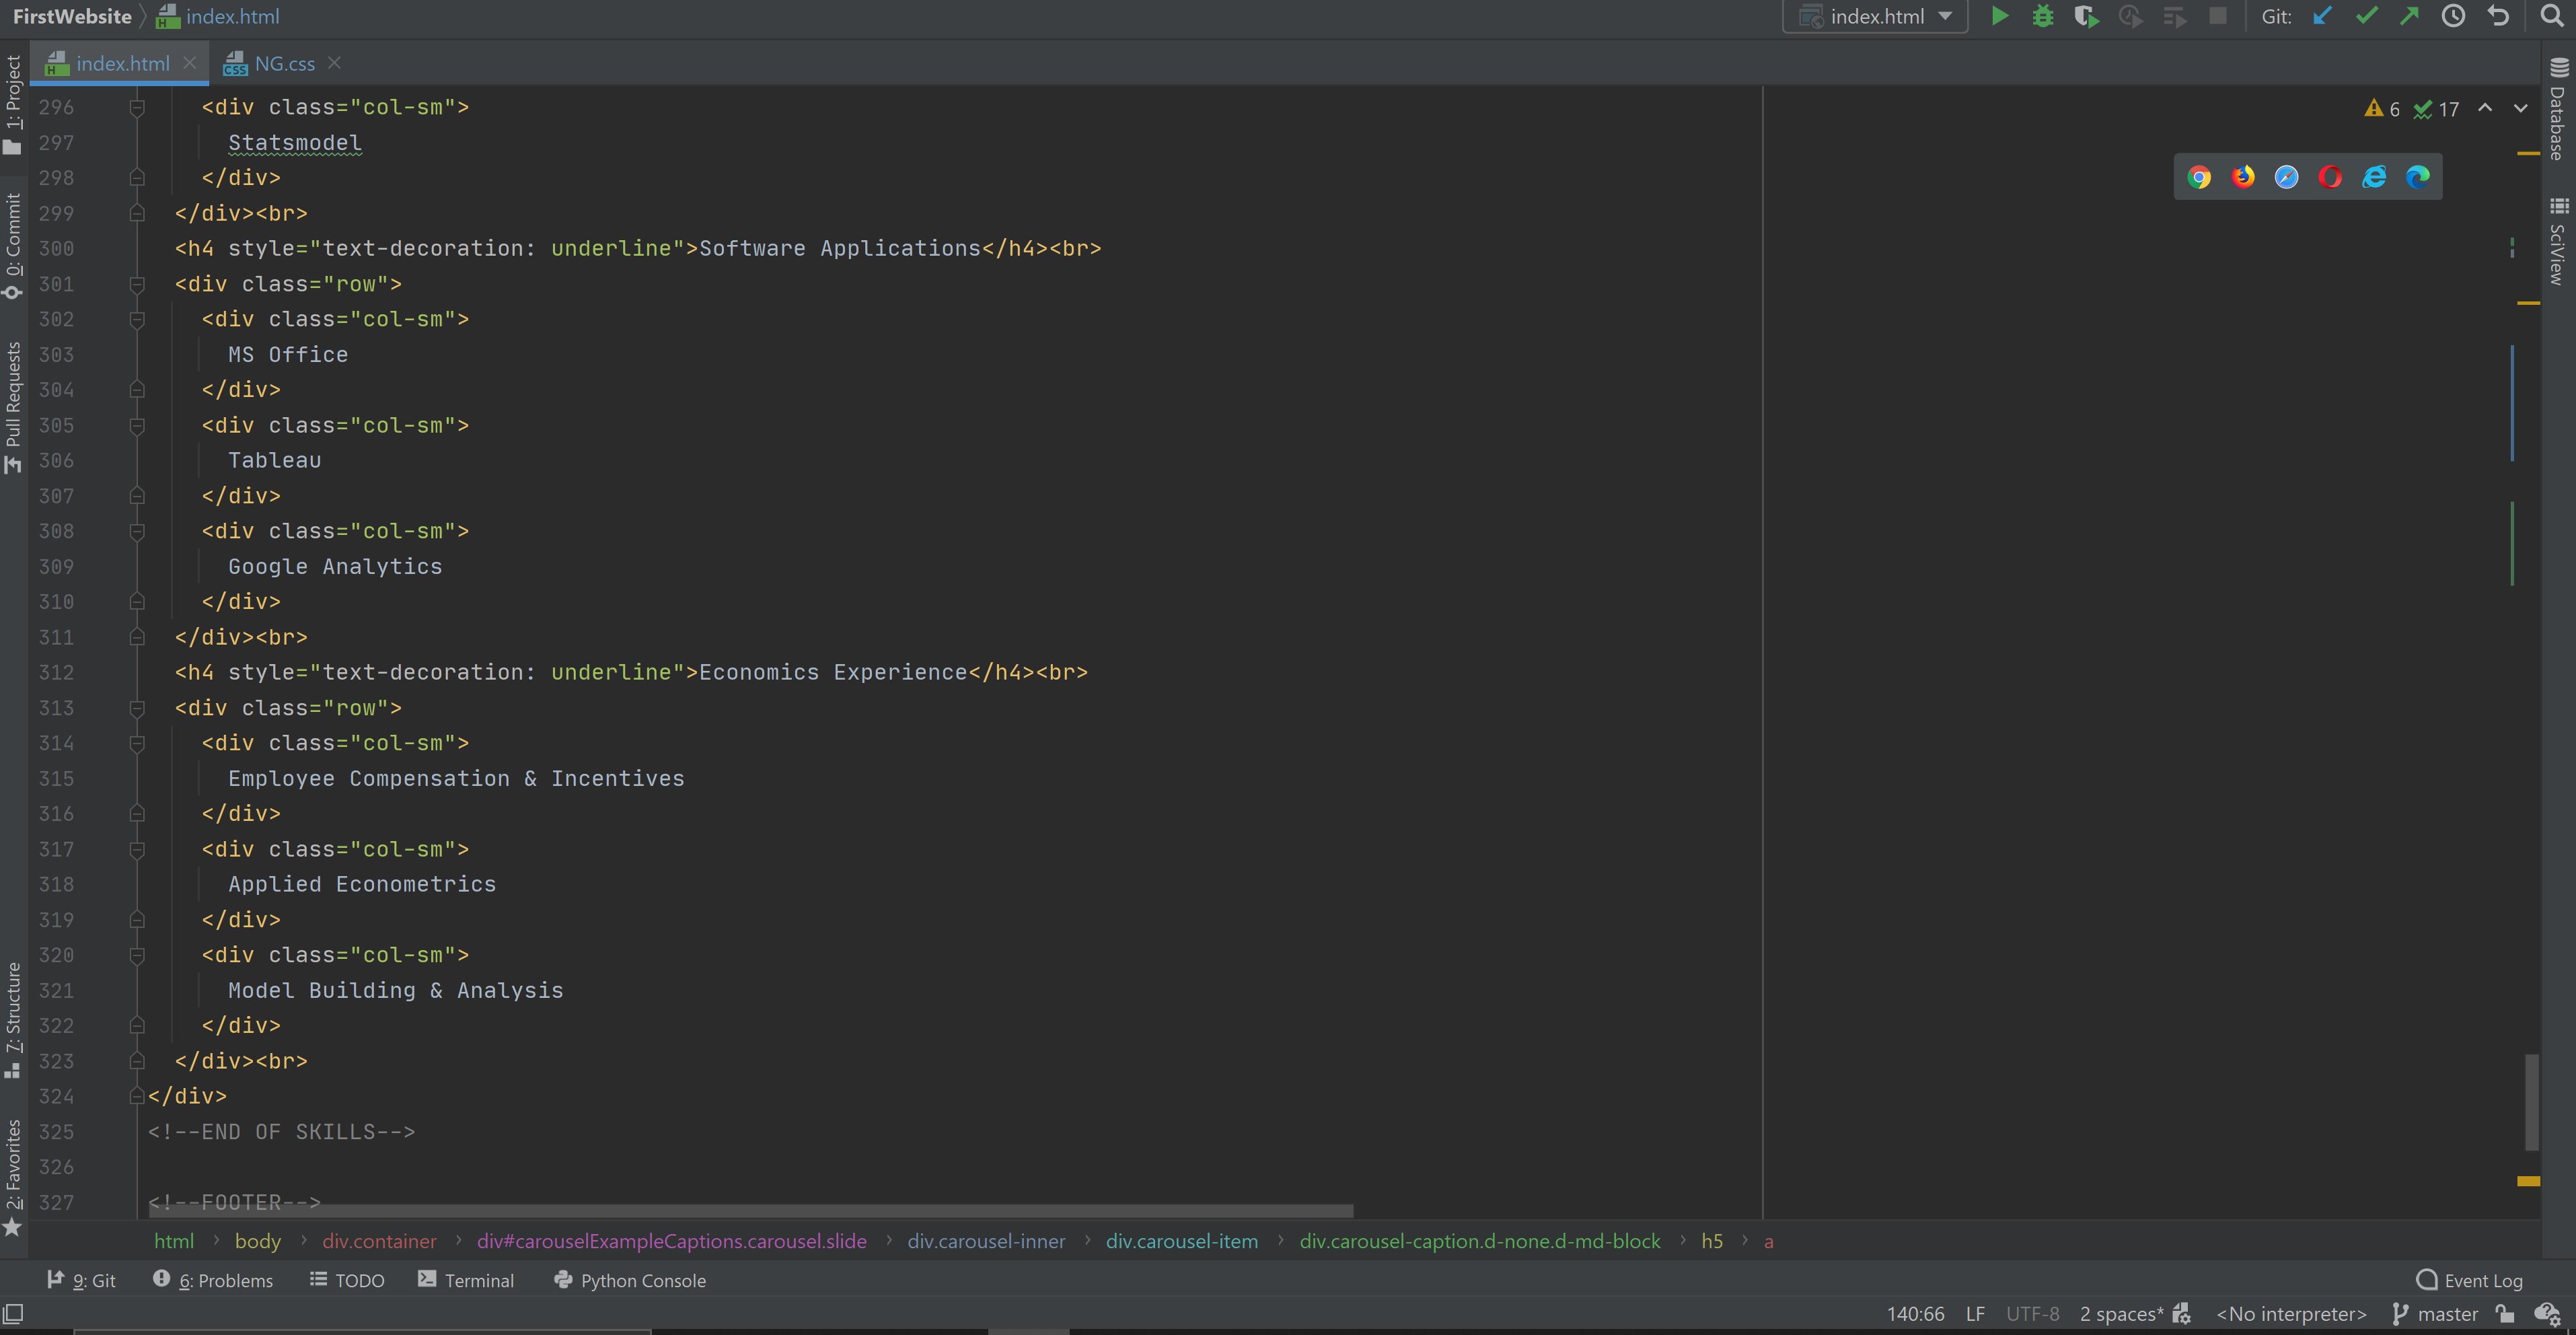 FirstWebsite index.html
index.html Git:
index.html NG.css
1: Project
0: Commit
Pull Requests
7: Structure
2: Favorites
296 <div class="col-sm">
297 Statsmodel
298 </div>
299 </div><br>
300 <h4 style="text-decoration: underline">Software Applications</h4><br>
301 <div class="row">
302 <div class="col-sm">
303 MS Office
304 </div>
305 <div class="col-sm">
306 Tableau
307 </div>
308 <div class="col-sm">
309 Google Analytics
310 </div>
311 </div><br>
312 <h4 style="text-decoration: underline">Economics Experience</h4><br>
313 <div class="row">
314 <div class="col-sm">
315 Employee Compensation & Incentives
316 </div>
317 <div class="col-sm">
318 Applied Econometrics
319 </div>
320 <div class="col-sm">
321 Model Building & Analysis
322 </div>
323 </div><br>
324 </div>
325 <!--END OF SKILLS-->
326
327 <!--FOOTER-->
6 17
Database
SciView
html body div.container div#carouselExampleCaptions.carousel.slide div.carousel-inner div.carousel-item div.carousel-caption.d-none.d-md-block h5 a
9: Git 6: Problems TODO Terminal Python Console Event Log
140:66 LF UTF-8 2 spaces* <No interpreter> master